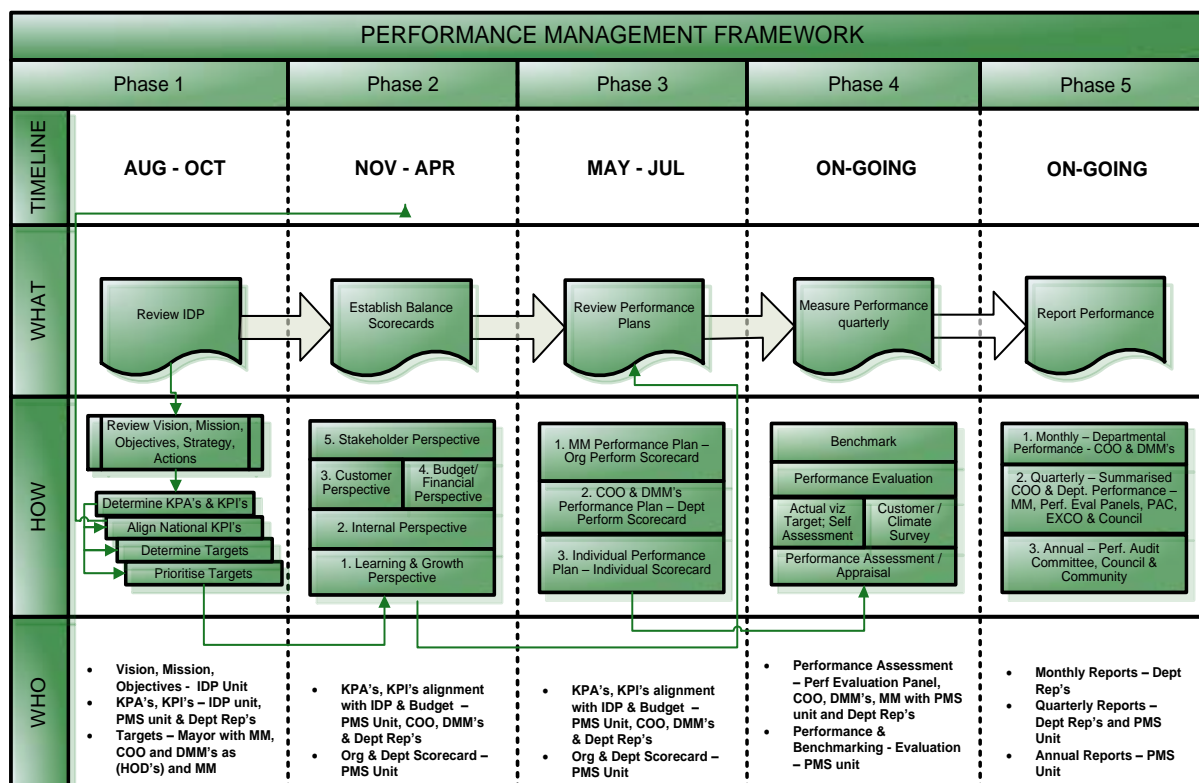 PERFORMANCE MANAGEMENT FRAMEWORK
Phase 1
Phase 2
Phase 3
Phase 4
Phase 5
TIMELINE
AUG - OCT
NOV - APR
MAY - JUL
ON-GOING
ON-GOING
WHAT
Review IDP
Establish Balance
Scorecards
Review Performance
Plans
Measure Performance
quarterly
Report Performance
HOW
Review Vision, Mission,
Objectives, Strategy,
Actions
Determine KPA's & KPI's
Align National KPI's
Determine Targets
Prioritise Targets
5. Stakeholder Perspective
3. Customer
Perspective
4. Budget/
Financial
Perspective
2. Internal Perspective
1. Learning & Growth
Perspective
1. MM Performance Plan –
Org Perform Scorecard
2. COO & DMM's
Performance Plan - Dept
Perform Scorecard
3. Individual Performance
Plan – Individual Scorecard
Benchmark
Performance Evaluation
Actual viz
Target; Self
Assessment
Customer /
Climate
Survey
Performance Assessment /
Appraisal
1. Monthly – Departmental
Performance - COO & DMM's
2. Quarterly – Summarised
COO & Dept. Performance –
MM, Perf. Eval Panels, PAC,
EXCO & Council
3. Annual – Perf. Audit
Committee, Council &
Community
WHO
• Vision, Mission,
Objectives - IDP Unit
• KPA's, KPI's – IDP unit,
PMS unit & Dept Rep's
• Targets – Mayor with MM,
COO and DMM's as
(HOD's) and MM
• KPA's, KPI's alignment
with IDP & Budget –
PMS Unit, COO, DMM's
& Dept Rep's
• Org & Dept Scorecard –
PMS Unit
• KPA's, KPI's alignment
with IDP & Budget –
PMS Unit, COO, DMM's
& Dept Rep's
• Org & Dept Scorecard –
PMS Unit
• Performance Assessment
– Perf Evaluation Panel,
COO, DMM's, MM with PMS
unit and Dept Rep's
• Performance &
Benchmarking - Evaluation
– PMS unit
• Monthly Reports – Dept
Rep's
• Quarterly Reports –
Dept Rep's and PMS
Unit
• Annual Reports – PMS
Unit